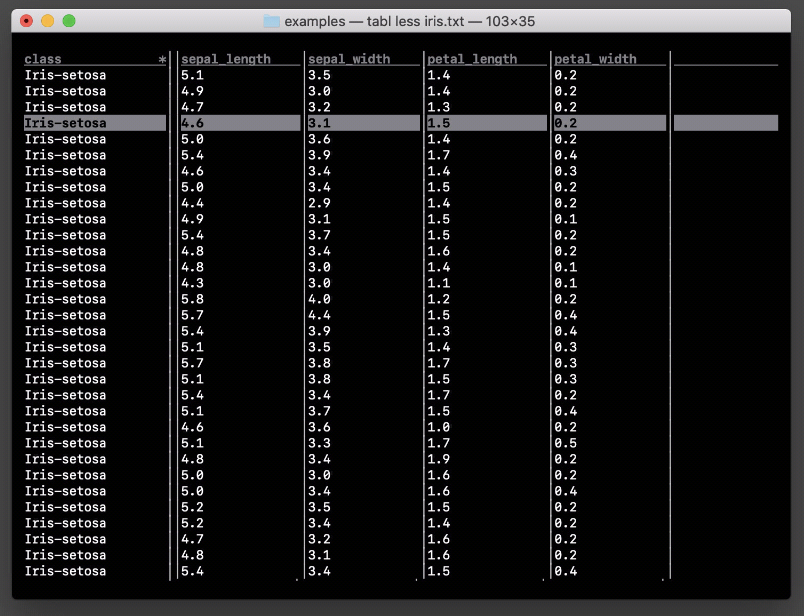 examples — tabl less iris.txt — 103×35
class * sepal_length sepal_width petal_length petal_width
Iris-setosa 5.1 3.5 1.4 0.2
Iris-setosa 4.9 3.0 1.4 0.2
Iris-setosa 4.7 3.2 1.3 0.2
Iris-setosa 4.6 3.1 1.5 0.2
Iris-setosa 5.0 3.6 1.4 0.2
Iris-setosa 5.4 3.9 1.7 0.4
Iris-setosa 4.6 3.4 1.4 0.3
Iris-setosa 5.0 3.4 1.5 0.2
Iris-setosa 4.4 2.9 1.4 0.2
Iris-setosa 4.9 3.1 1.5 0.1
Iris-setosa 5.4 3.7 1.5 0.2
Iris-setosa 4.8 3.4 1.6 0.2
Iris-setosa 4.8 3.0 1.4 0.1
Iris-setosa 4.3 3.0 1.1 0.1
Iris-setosa 5.8 4.0 1.2 0.2
Iris-setosa 5.7 4.4 1.5 0.4
Iris-setosa 5.4 3.9 1.3 0.4
Iris-setosa 5.1 3.5 1.4 0.3
Iris-setosa 5.7 3.8 1.7 0.3
Iris-setosa 5.1 3.8 1.5 0.3
Iris-setosa 5.4 3.4 1.7 0.2
Iris-setosa 5.1 3.7 1.5 0.4
Iris-setosa 4.6 3.6 1.0 0.2
Iris-setosa 5.1 3.3 1.7 0.5
Iris-setosa 4.8 3.4 1.9 0.2
Iris-setosa 5.0 3.0 1.6 0.2
Iris-setosa 5.0 3.4 1.6 0.4
Iris-setosa 5.2 3.5 1.5 0.2
Iris-setosa 5.2 3.4 1.4 0.2
Iris-setosa 4.7 3.2 1.6 0.2
Iris-setosa 4.8 3.1 1.6 0.2
Iris-setosa 5.4 3.4 1.5 0.4